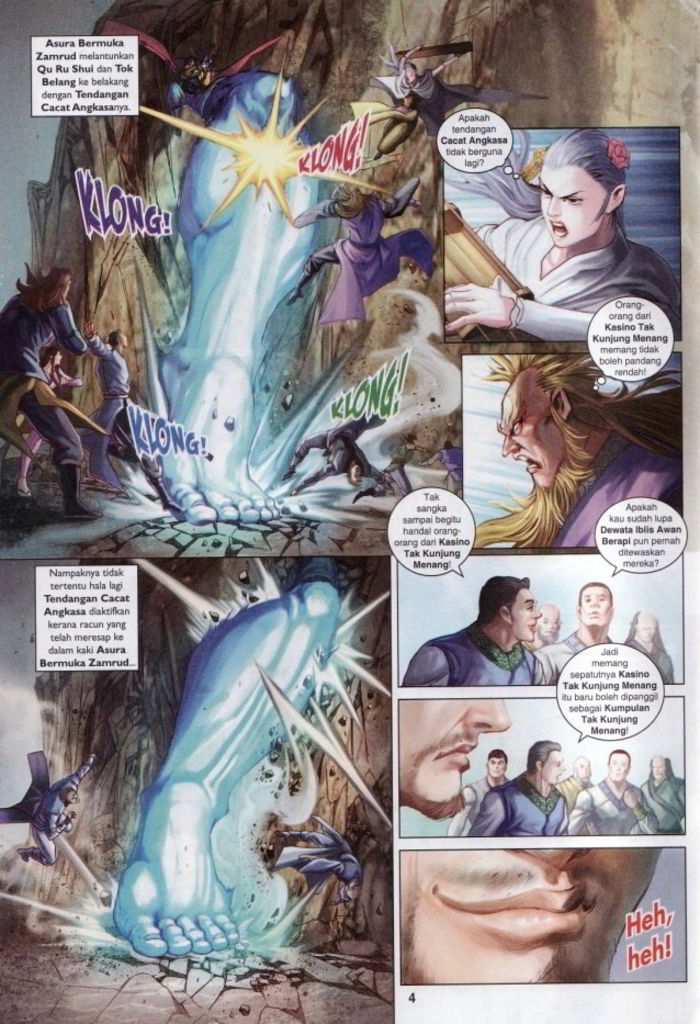 Asura Bermuka
Zamrud melantunkan
Qu Ru Shui dan Tok
Belang ke belakang
dengan Tendangan
Cacat Angkasanya.
KLONG!
KLONG!
KLONG!
KLONG!
Apakah
tendangan
Cacat Angkasa
tidak berguna
lagi?
Orang-
orang dari
Kasino Tak
Kunjung Menang
memang tidak
boleh pandang
rendah!
Tak
sangka
sampai begitu
handal orang-
orang dari Kasino
Tak Kunjung
Menang!
Apakah
kau sudah lupa
Dewata Iblis Awan
Berapi pun pernah
ditewaskan
mereka?
Nampaknya tidak
tertentu hala lagi
Tendangan Cacat
Angkasa diaktifkan
kerana racun yang
telah meresap ke
dalam kaki Asura
Bermuka Zamrud...
Jadi
memang
sepatutnya Kasino
Tak Kunjung Menang
itu baru boleh dipanggil
sebagai Kumpulan
Tak Kunjung
Menang!
Heh,
heh!
4